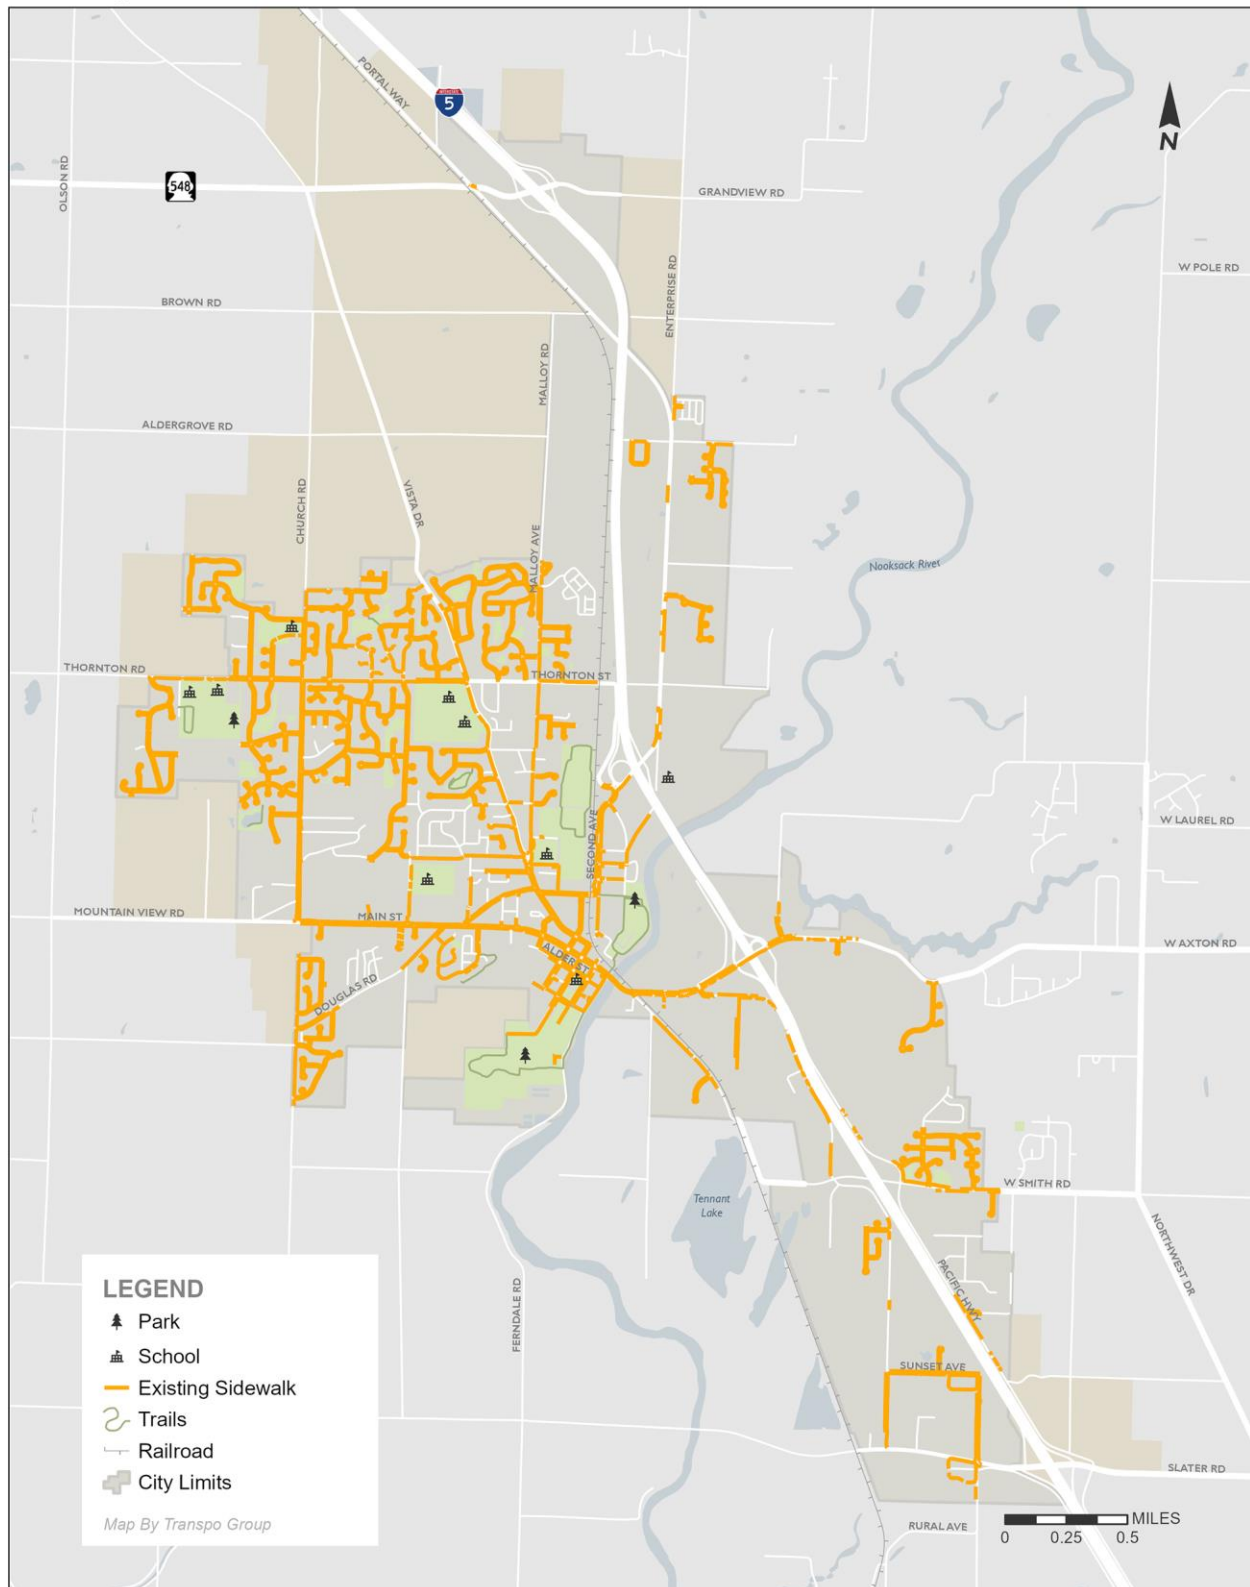 PORTAL WAY
INTERSTATE
5
N
OLSON RD
548
GRANDVIEW RD
ENTERPRISE RD
W POLE RD
BROWN RD
MALLOY RD
ALDERGROVE RD
CHURCH RD
VISTA DR
MALLOY AVE
Nooksack River
THORNTON RD
THORNTON ST
SECOND AVE
W LAUREL RD
MOUNTAIN VIEW RD
MAIN ST
W AXTON RD
ALDER ST
DOUGLAS RD
Tennant
Lake
W SMITH RD
NORTHWEST DR
PACIFIC HWY
FERNDALE RD
SUNSET AVE
SLATER RD
RURAL AVE
LEGEND
Park
School
Existing Sidewalk
Trails
Railroad
City Limits
Map By Transpo Group
MILES
0 0.25 0.5